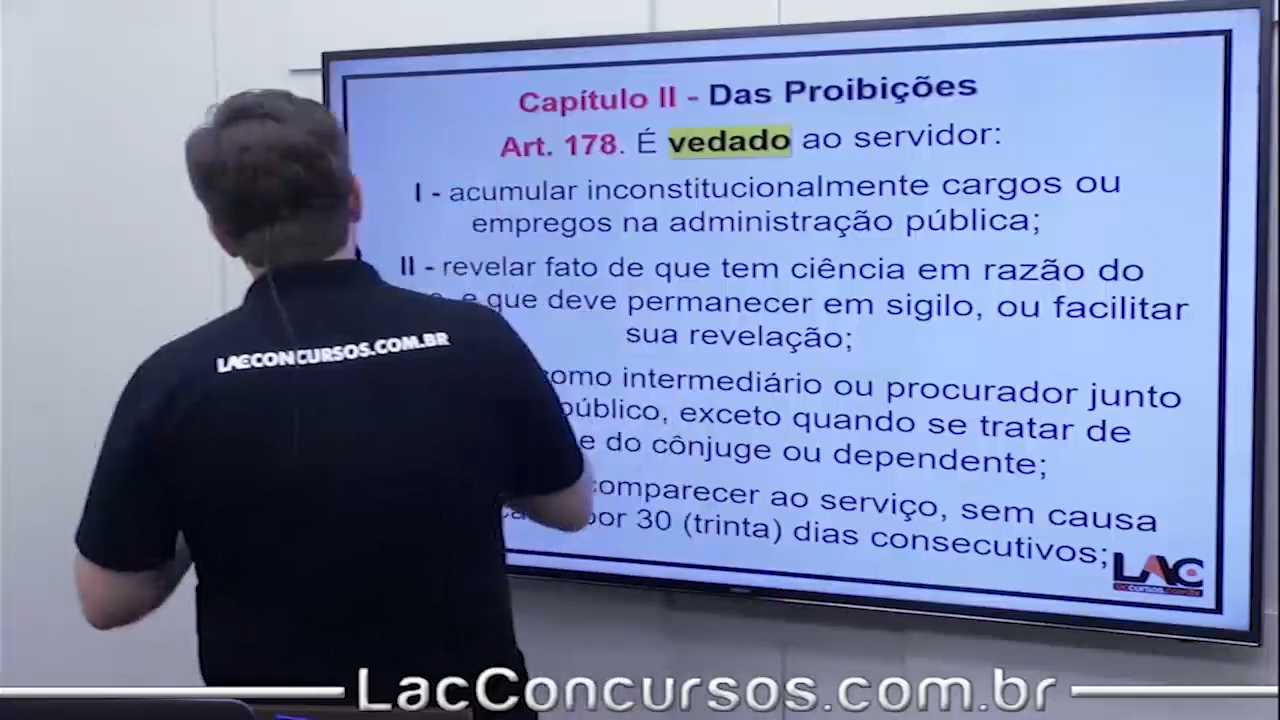 Capítulo II - Das Proibições
Art. 178. É vedado ao servidor:
I - acumular inconstitucionalmente cargos ou
empregos na administração pública;
II - revelar fato de que tem ciência em razão do
e que deve permanecer em sigilo, ou facilitar
sua revelação;
como intermediário ou procurador junto
público, exceto quando se tratar de
e do cônjuge ou dependente;
comparecer ao serviço, sem causa
por 30 (trinta) dias consecutivos;
LAC
LACCONCURSOS.COM.BR
LacConcursos.com.br